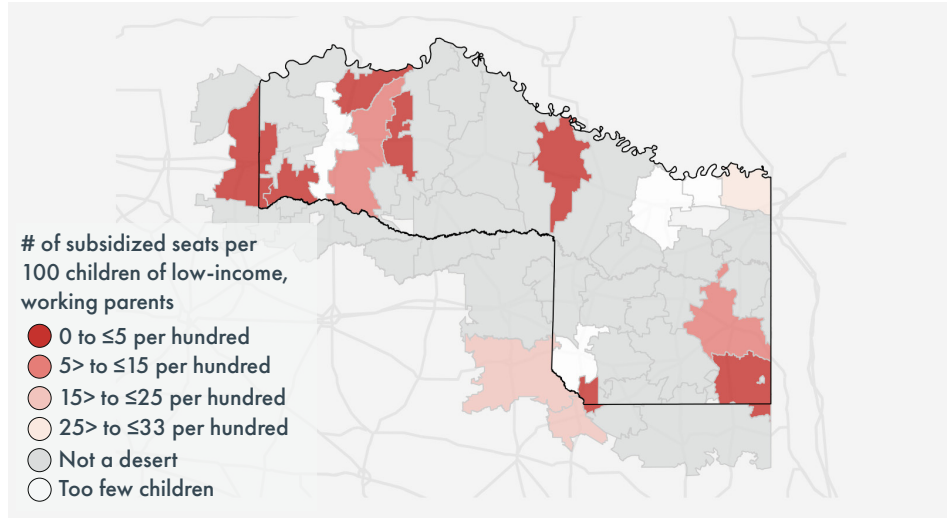 # of subsidized seats per
100 children of low-income,
working parents
0 to ≤5 per hundred
5> to ≤15 per hundred
15> to ≤25 per hundred
25> to ≤33 per hundred
Not a desert
Too few children